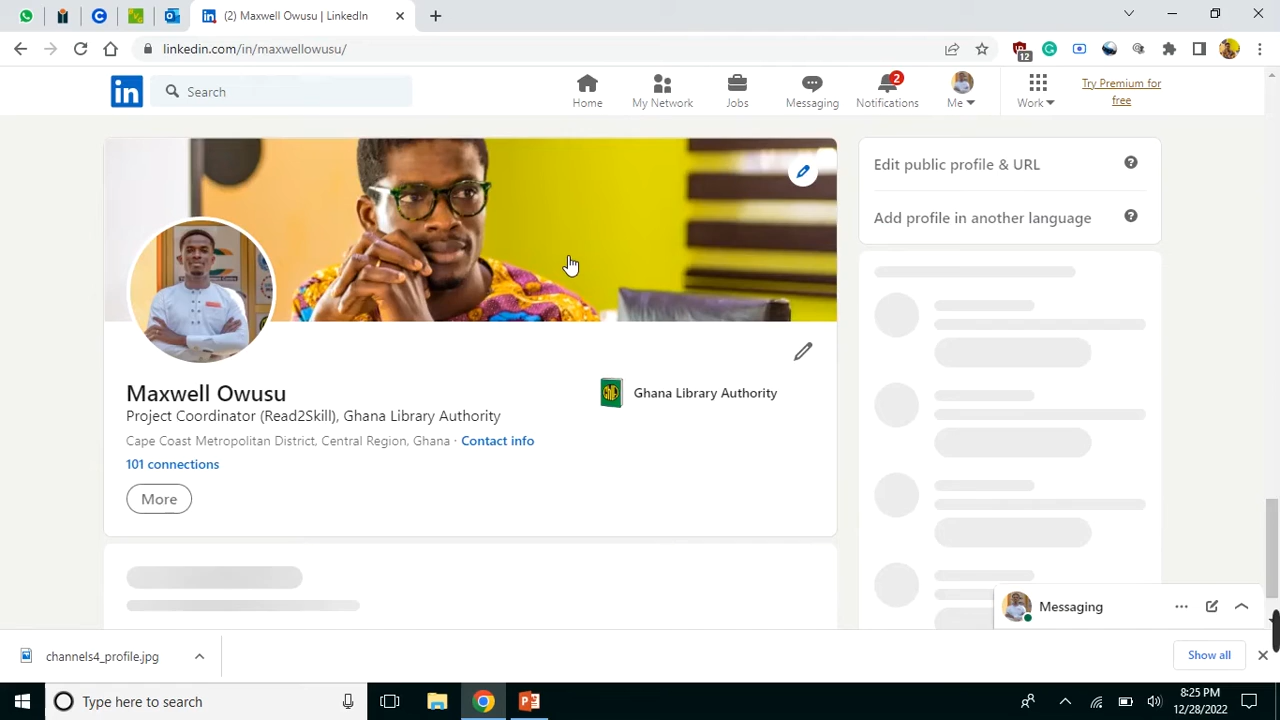 (2) Maxwell Owusu | LinkedIn
linkedin.com/in/maxwellowusu/
12
in
Search
Home
My Network
Jobs
Messaging
2
Notifications
Me
Work
Try Premium for
free
Edit public profile & URL
Add profile in another language
Maxwell Owusu
Project Coordinator (Read2Skill), Ghana Library Authority
Cape Coast Metropolitan District, Central Region, Ghana · Contact info
101 connections
More
Ghana Library Authority
Messaging
channels4_profile.jpg
Show all
Type here to search
8:25 PM
12/28/2022